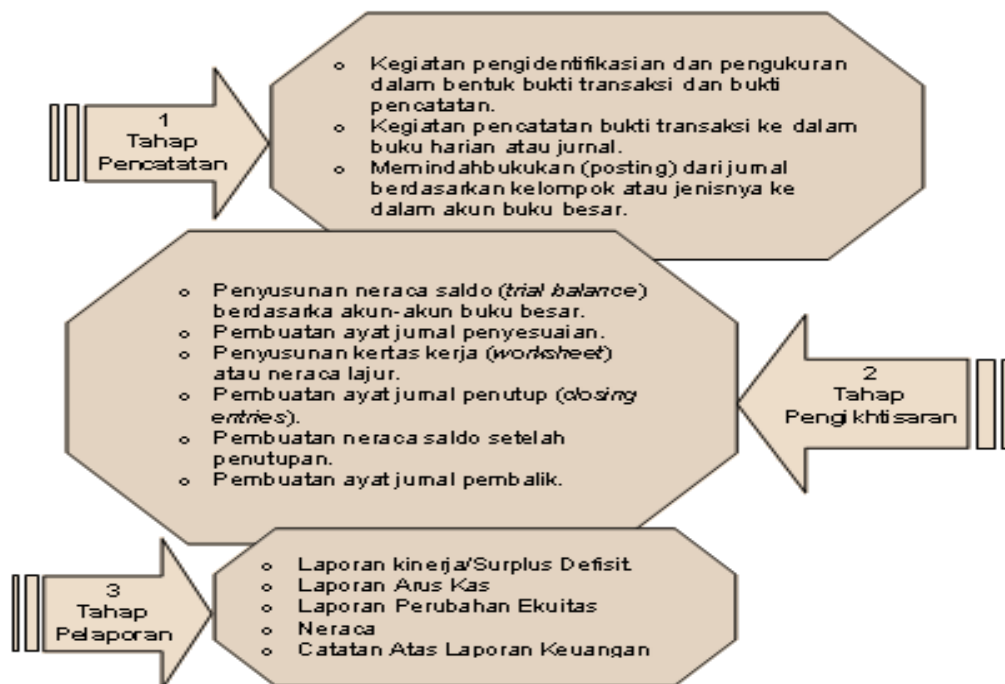 1
Tahap
Pencatatan
o Kegiatan pengidentifikasian dan pengukuran
dalam bentuk bukti transaksi dan bukti
pencatatan.
o Kegiatan pencatatan bukti transaksi ke dalam
buku harian atau jurnal.
o Memindahbukukan (posting) dari jurnal
berdasarkan kelompok atau jenisnya ke
dalam akun buku besar.
o Penyusunan neraca saldo (trial balance)
berdasarka akun-akun buku besar.
o Pembuatan ayat jurnal penyesuaian.
o Penyusunan kertas kerja (worksheet)
atau neraca lajur.
o Pembuatan ayat jurnal penutup (closing
entries).
o Pembuatan neraca saldo setelah
penutupan.
o Pembuatan ayat jurnal pembalik.
2
Tahap
Pengikhtisaran
3
Tahap
Pelaporan
o Laporan kinerja/Surplus Defisit
o Laporan Arus Kas
o Laporan Perubahan Ekuitas
o Neraca
o Catatan Atas Laporan Keuangan